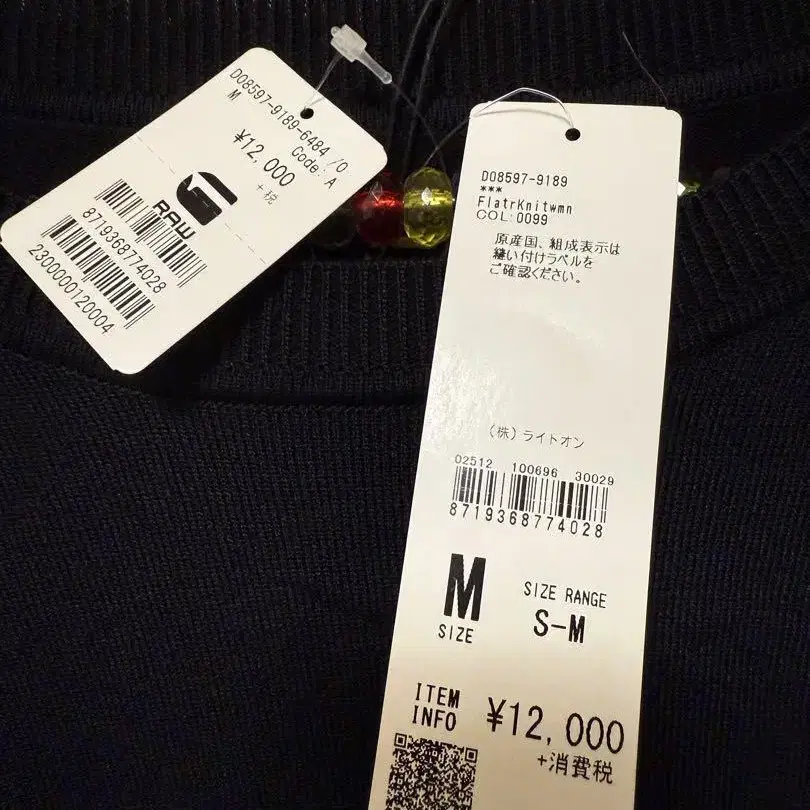 D08597-9189-6484 /0
M
Code: A
¥12,000
+税
RAW
8719368774028
2300000120004
D08597-9189
***
FlatrKnitwmn
COL:0099
原産国、組成表示は
縫い付けラベルを
ご確認ください。
(株)ライトオン
02512 100696 30029
8719368774028
M
SIZE
SIZE RANGE
S-M
ITEM
INFO
¥12,000
+消費税